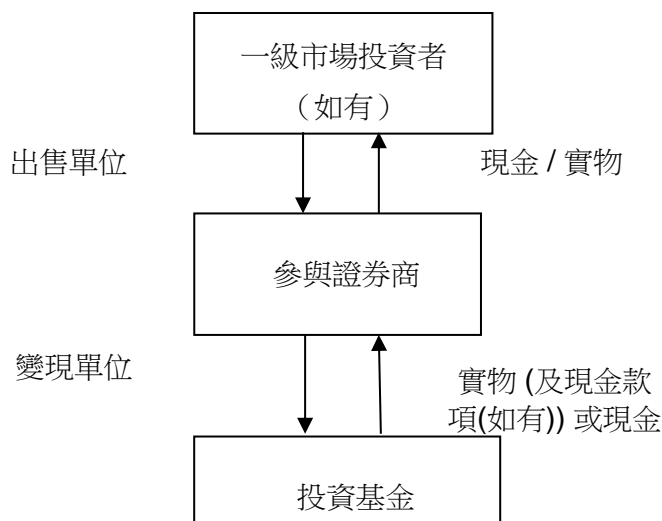 一級市場投資者
（如有）
出售單位
現金 / 實物
參與證券商
變現單位
實物 (及現金款
項(如有)) 或現金
投資基金